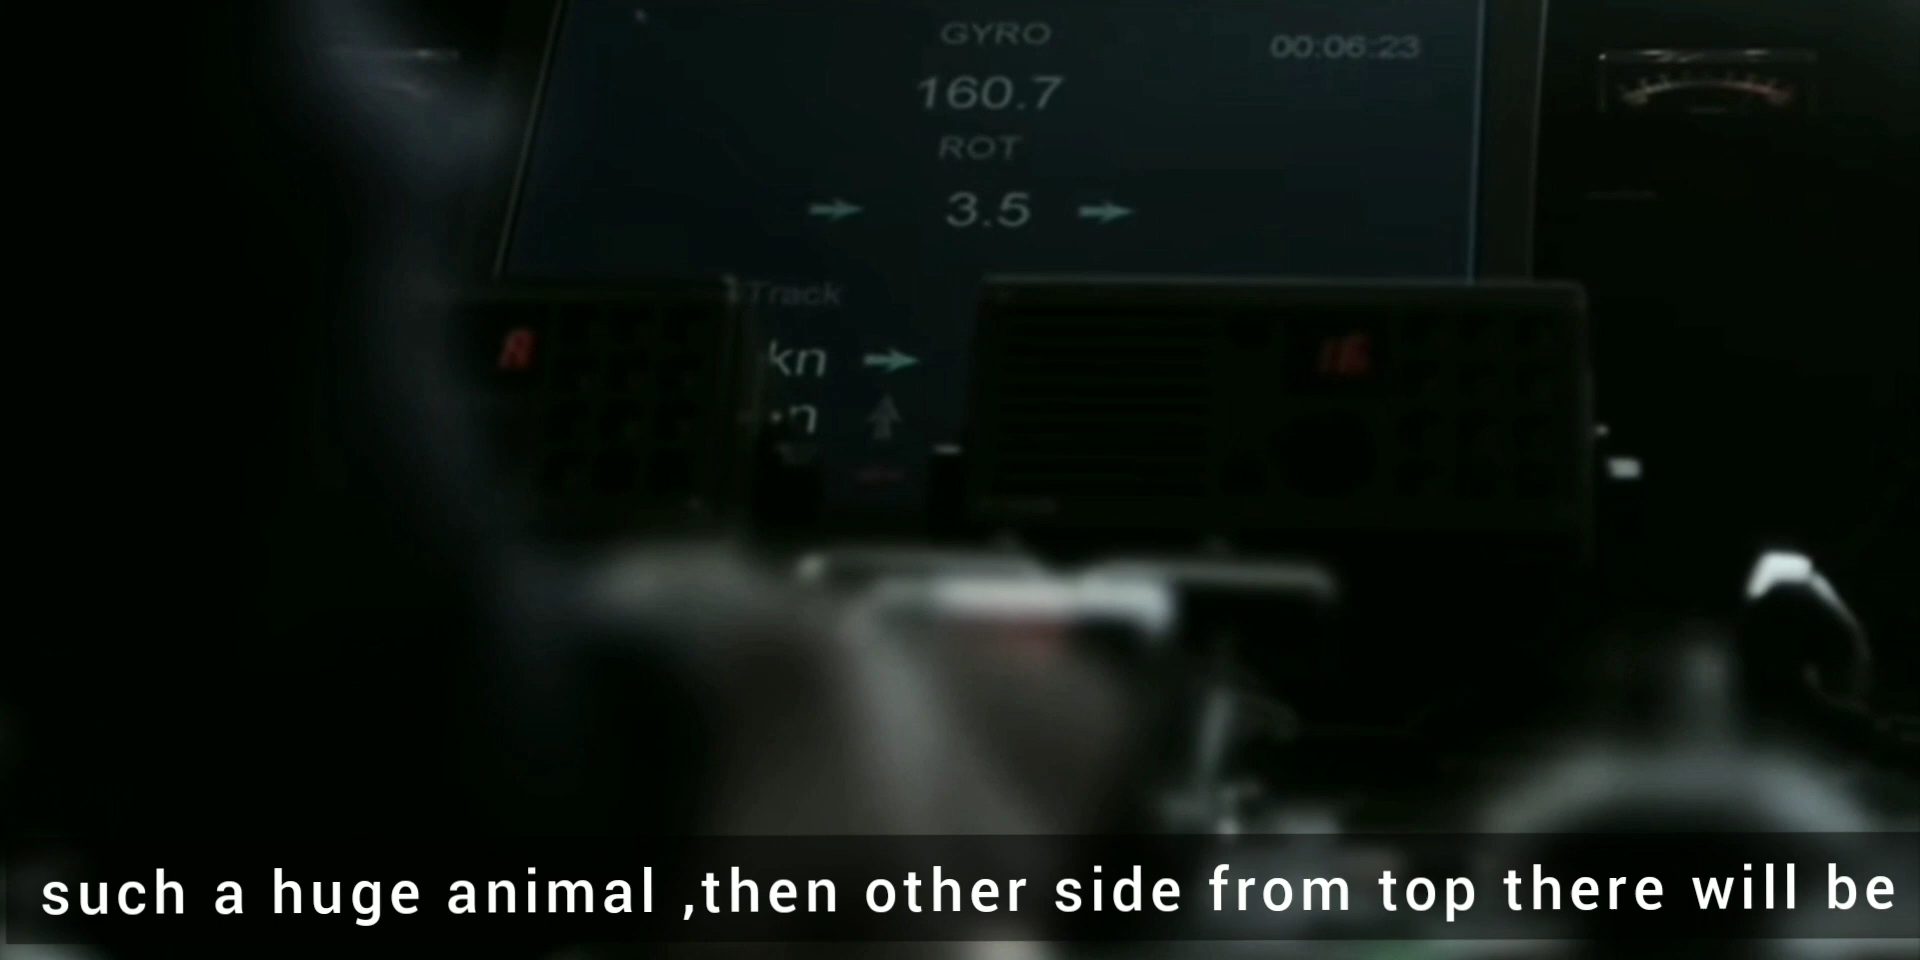 GYRO
00:06:23
160.7
ROT
3.5
Track
kn
16
such a huge animal ,then other side from top there will be